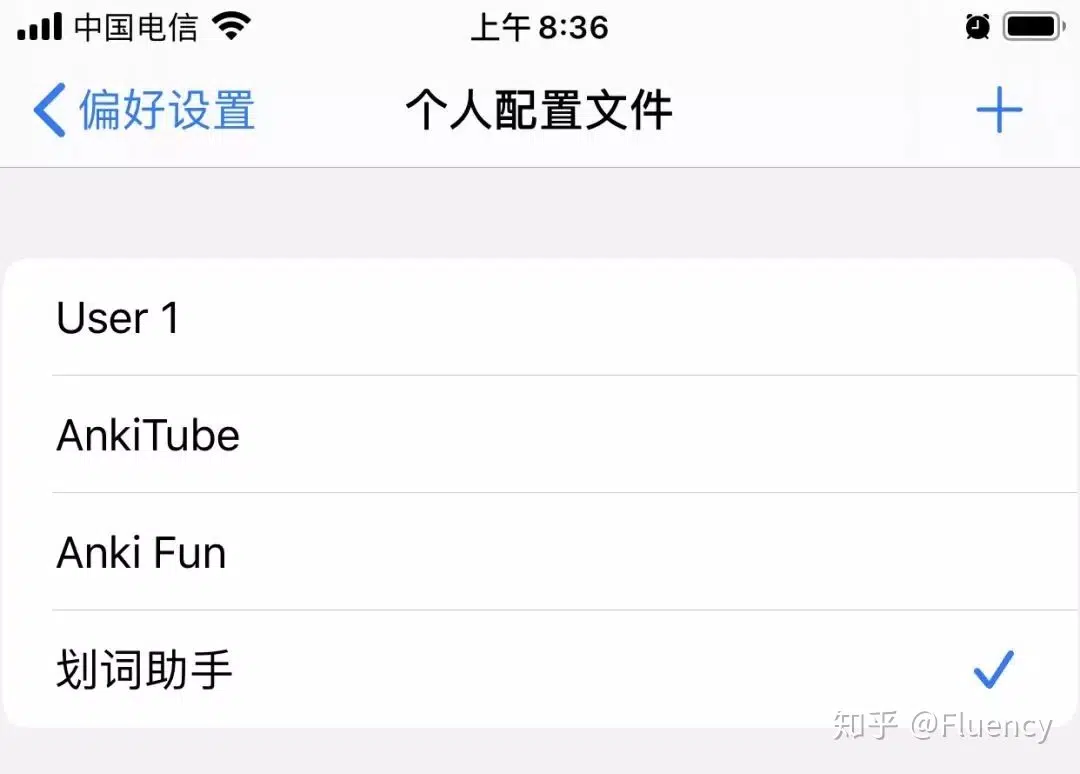 中国电信 上午 8:36
偏好设置 个人配置文件
User 1
AnkiTube
Anki Fun
划词助手
知乎 @Fluency